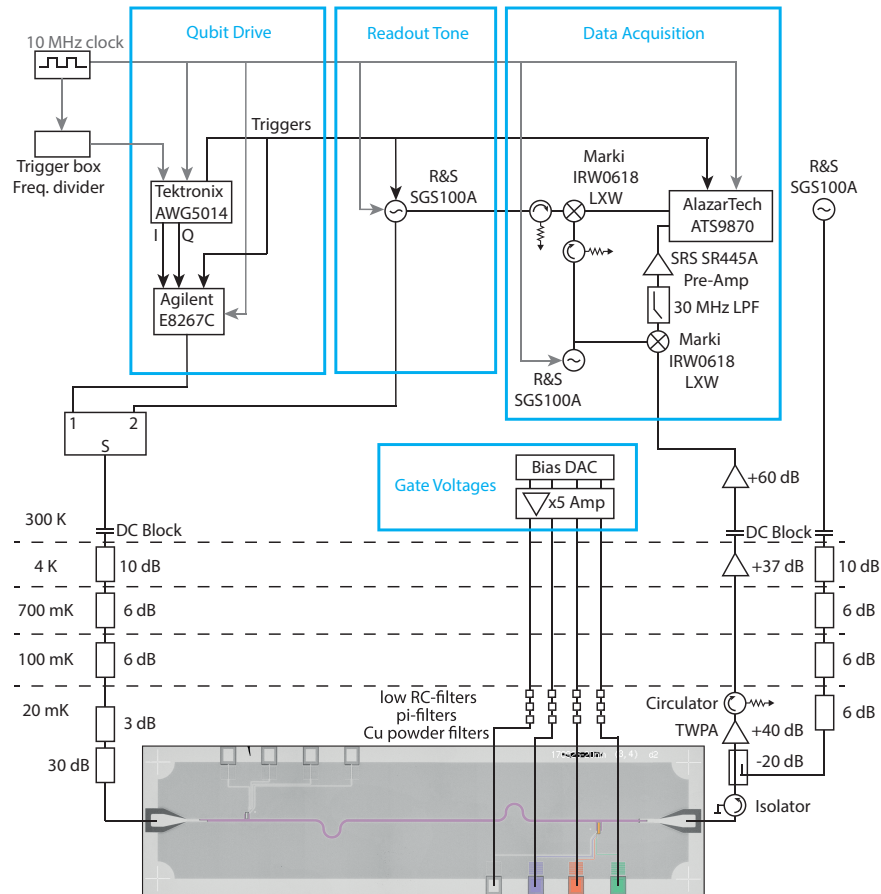 10 MHz clock
Qubit Drive
Readout Tone
Data Acquisition
Triggers
Trigger box
Freq. divider
Tektronix
AWG5014
I
Q
Agilent
E8267C
R&S
SGS100A
Marki
IRW0618
LXW
AlazarTech
ATS9870
R&S
SGS100A
SRS SR445A
Pre-Amp
30 MHz LPF
Marki
IRW0618
LXW
R&S
SGS100A
1
2
S
Gate Voltages
Bias DAC
x5 Amp
+60 dB
300 K
DC Block
DC Block
4 K
10 dB
+37 dB
10 dB
700 mK
6 dB
6 dB
100 mK
6 dB
6 dB
20 mK
low RC-filters
pi-filters
Cu powder filters
Circulator
3 dB
TWPA
+40 dB
6 dB
30 dB
-20 dB
Isolator